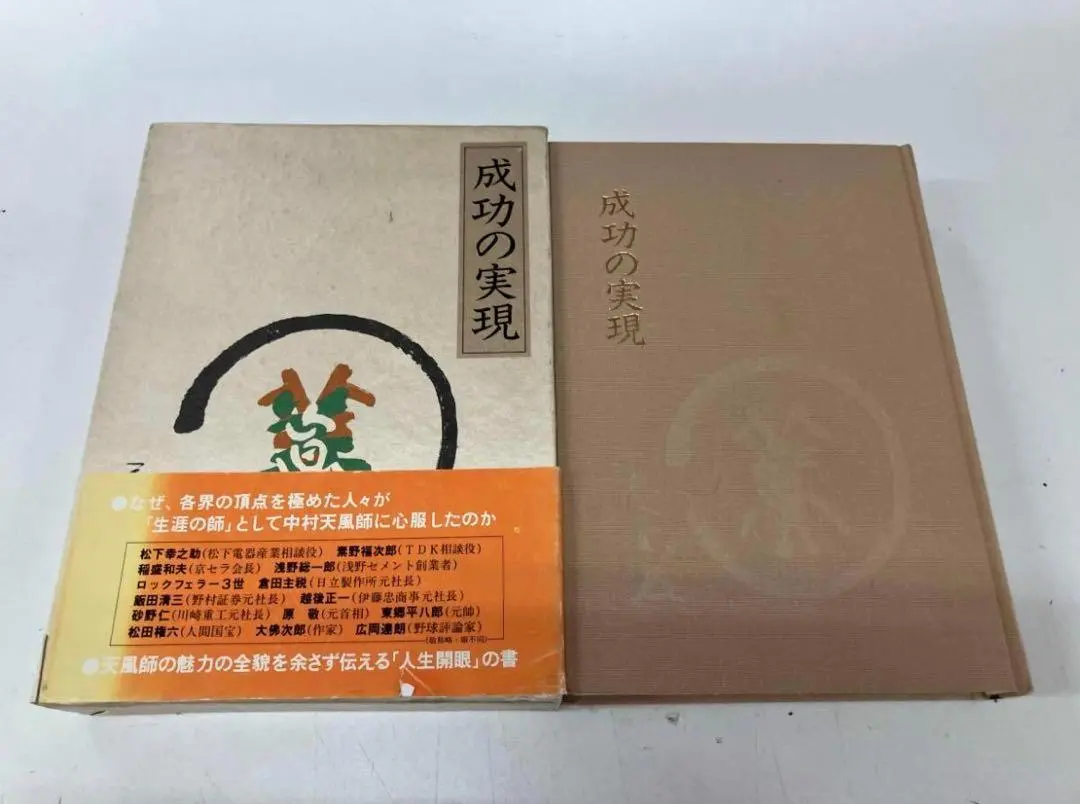 成功の実現
●なぜ、各界の頂点を極めた人々が
「生涯の師」として中村天風師に心服したのか
松下幸之助(松下電器産業相談役) 素野福次郎(TDK相談役)
稲盛和夫(京セラ会長) 浅野総一郎(浅野セメント創業者)
ロックフェラー3世 倉田主税(日立製作所元社長)
飯田清三(野村証券元社長) 越後正一(伊藤忠商事元社長)
砂野仁(川崎重工元社長) 原 敬(元首相) 東郷平八郎(元帥)
松田権六(人間国宝) 大佛次郎(作家) 広岡達朗(野球評論家)
(敬称略・順不同)
●天風師の魅力の全貌を余さず伝える「人生開眼」の書
成功の実現